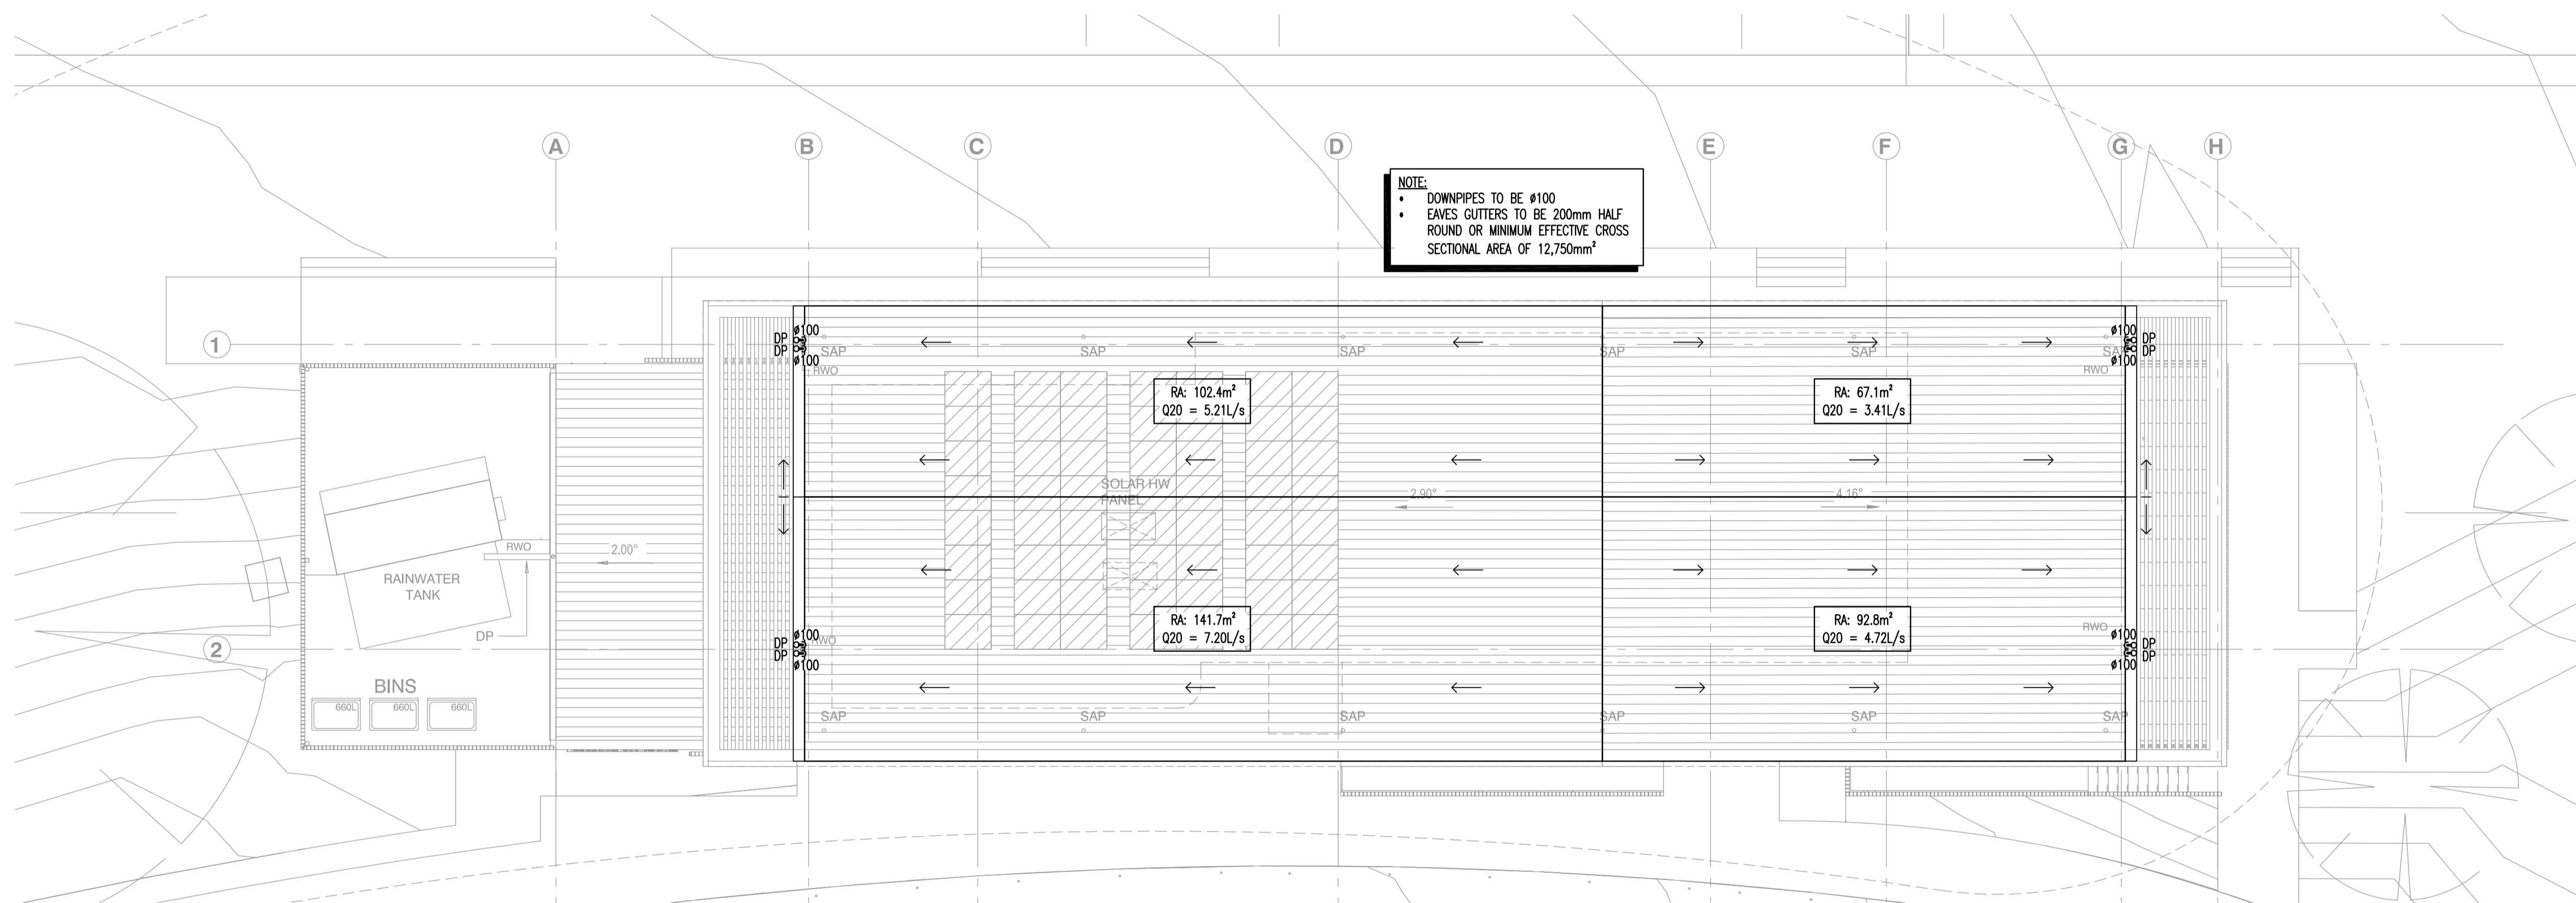 A B C D E F G H
NOTE:
• DOWNPIPES TO BE ø100
• EAVES GUTTERS TO BE 200mm HALF
ROUND OR MINIMUM EFFECTIVE CROSS
SECTIONAL AREA OF 12,750mm²
1
DP ø100
DP ø100
ø100 DP
ø100 DP
SAP SAP SAP SAP SAP SAP
RWO
RWO
RA: 102.4m²
Q20 = 5.21L/s
RA: 67.1m²
Q20 = 3.41L/s
SOLAR HW
PANEL
2.90°
4.16°
RWO
2.00°
RAINWATER
TANK
DP
RA: 141.7m²
Q20 = 7.20L/s
RA: 92.8m²
Q20 = 4.72L/s
2
DP ø100
DP ø100
RWO
RWO
ø100 DP
ø100 DP
BINS
660L 660L 660L
SAP SAP SAP SAP SAP SAP